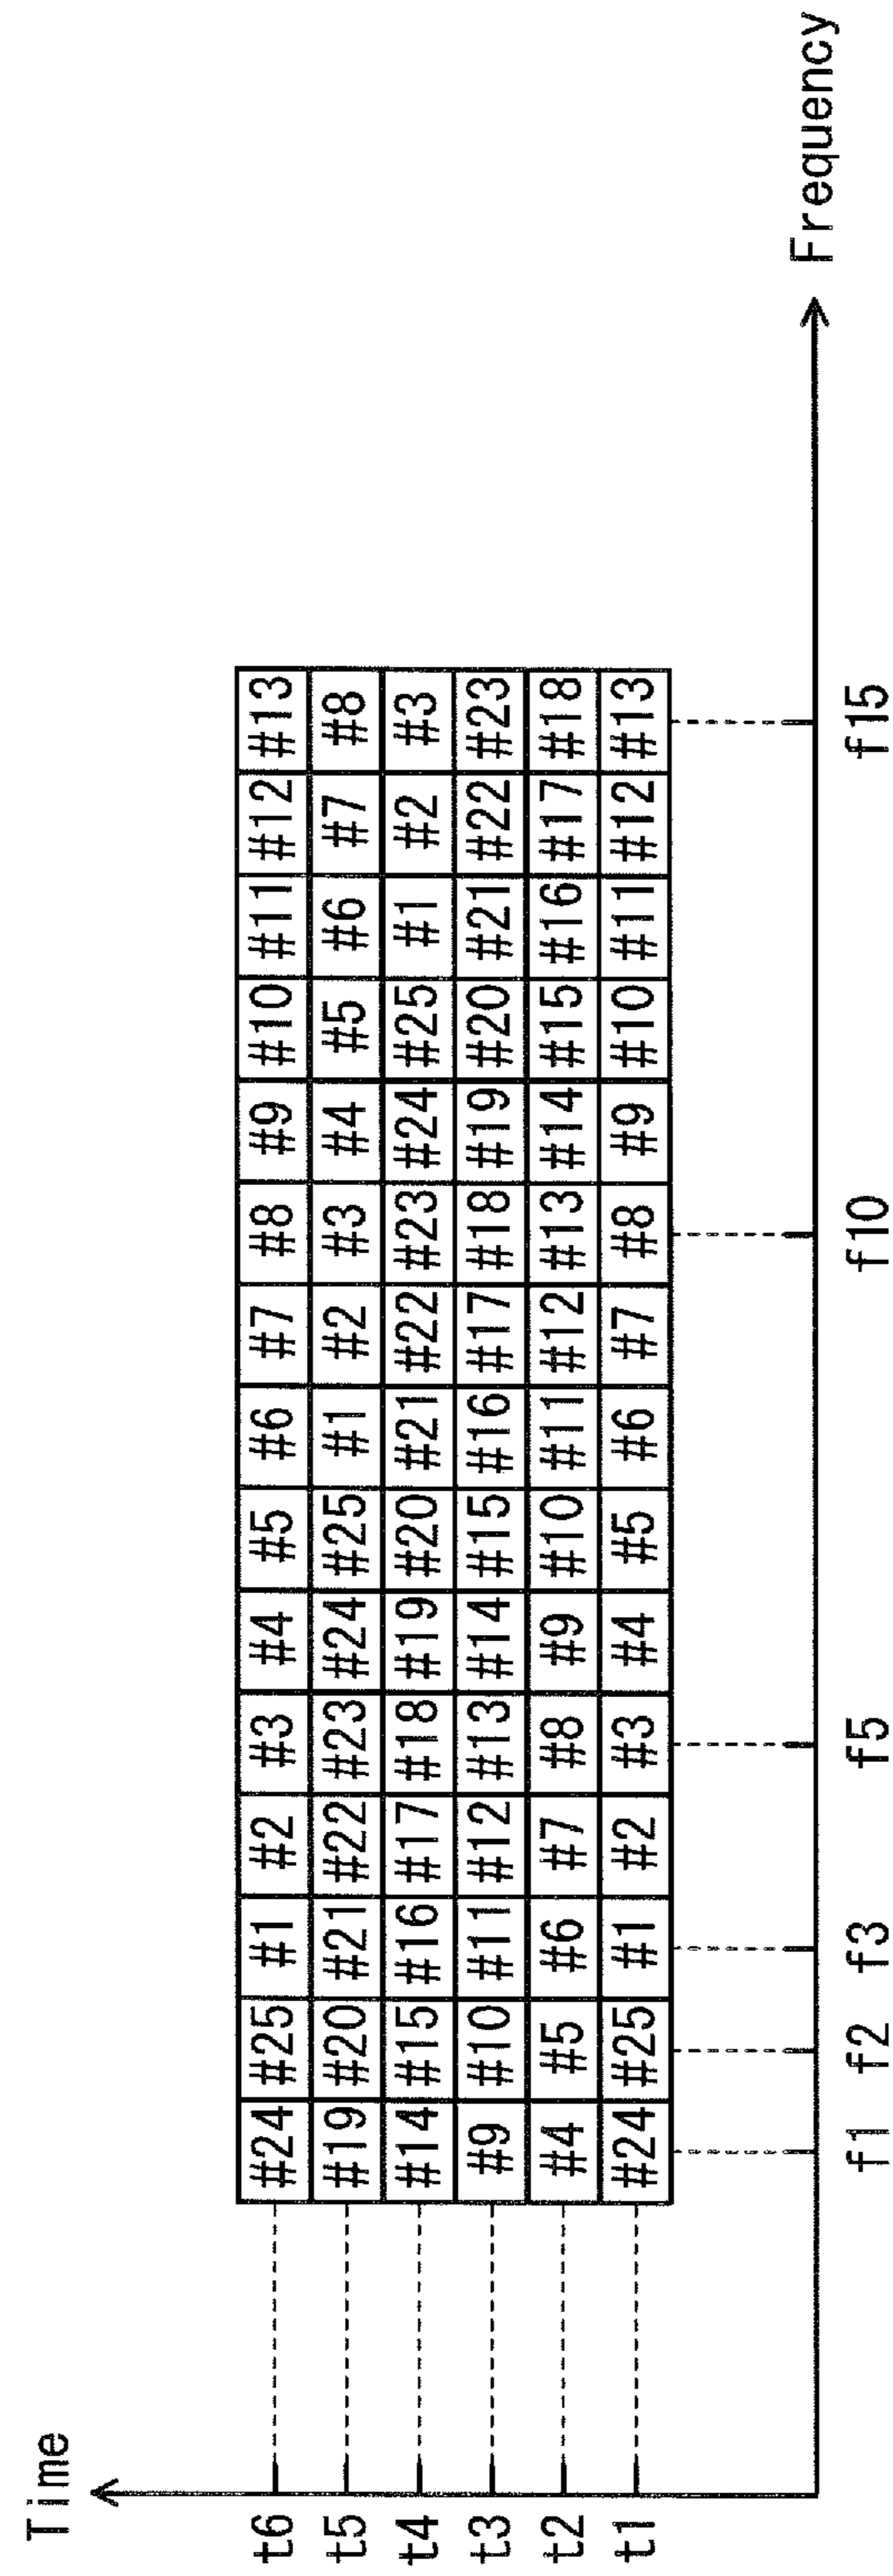 Time
t6 #24 #25 #1 #2 #3 #4 #5 #6 #7 #8 #9 #10 #11 #12 #13
t5 #19 #20 #21 #22 #23 #24 #25 #1 #2 #3 #4 #5 #6 #7 #8
t4 #14 #15 #16 #17 #18 #19 #20 #21 #22 #23 #24 #25 #1 #2 #3
t3 #9 #10 #11 #12 #13 #14 #15 #16 #17 #18 #19 #20 #21 #22 #23
t2 #4 #5 #6 #7 #8 #9 #10 #11 #12 #13 #14 #15 #16 #17 #18
t1 #24 #25 #1 #2 #3 #4 #5 #6 #7 #8 #9 #10 #11 #12 #13
Frequency
f1 f2 f3 f5 f10 f15